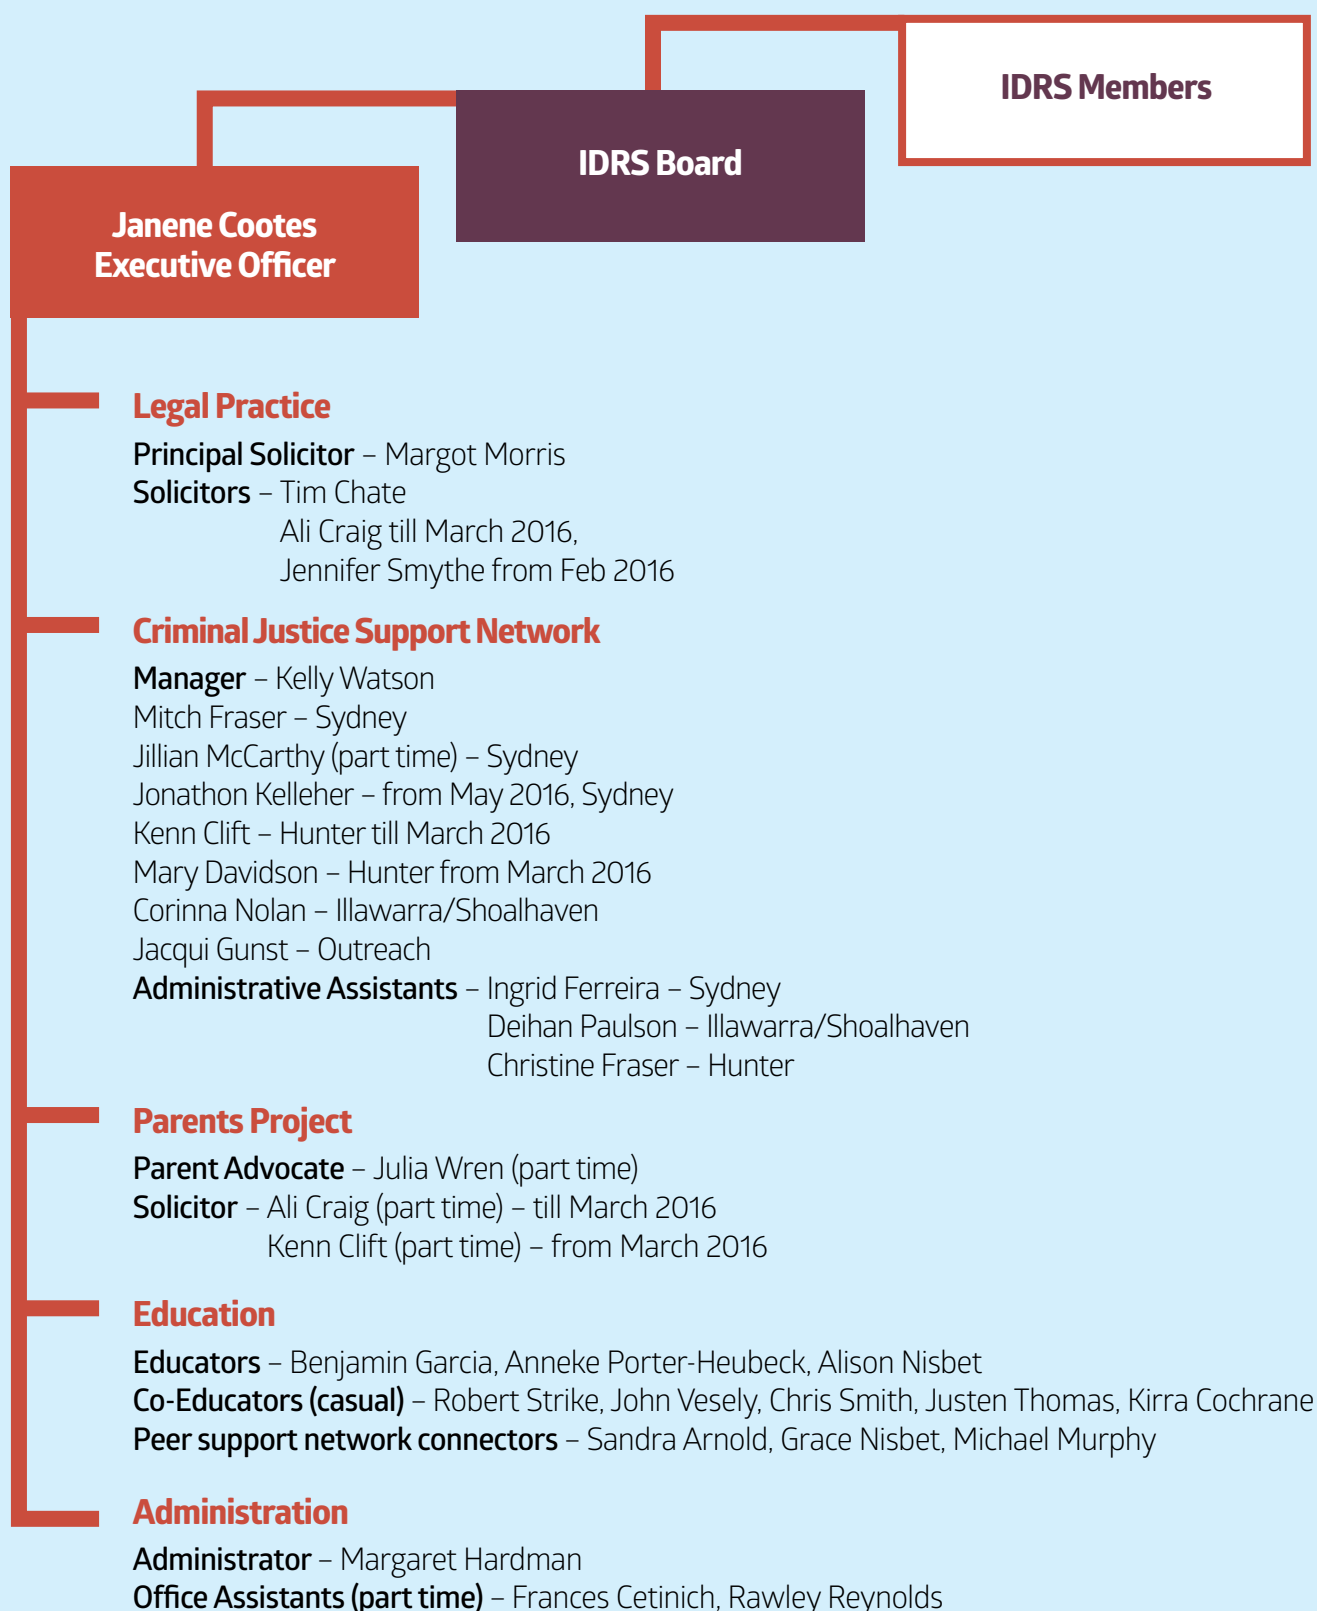 IDRS Members
IDRS Board
Janene Cootes
Executive Officer
Legal Practice
Principal Solicitor – Margot Morris
Solicitors – Tim Chate
Ali Craig till March 2016,
Jennifer Smythe from Feb 2016
Criminal Justice Support Network
Manager – Kelly Watson
Mitch Fraser – Sydney
Jillian McCarthy (part time) – Sydney
Jonathon Kelleher – from May 2016, Sydney
Kenn Clift – Hunter till March 2016
Mary Davidson – Hunter from March 2016
Corinna Nolan – Illawarra/Shoalhaven
Jacqui Gunst – Outreach
Administrative Assistants – Ingrid Ferreira – Sydney
Deihan Paulson – Illawarra/Shoalhaven
Christine Fraser – Hunter
Parents Project
Parent Advocate – Julia Wren (part time)
Solicitor – Ali Craig (part time) – till March 2016
Kenn Clift (part time) – from March 2016
Education
Educators – Benjamin Garcia, Anneke Porter-Heubeck, Alison Nisbet
Co-Educators (casual) – Robert Strike, John Vesely, Chris Smith, Justen Thomas, Kirra Cochrane
Peer support network connectors – Sandra Arnold, Grace Nisbet, Michael Murphy
Administration
Administrator – Margaret Hardman
Office Assistants (part time) – Frances Cetinich, Rawley Reynolds